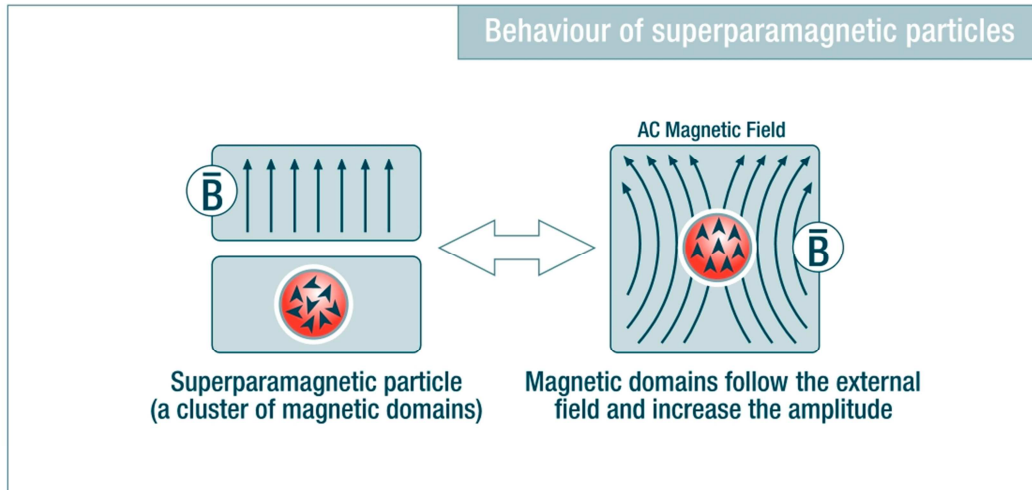 Behaviour of superparamagnetic particles
AC Magnetic Field
B̅
B̅
Superparamagnetic particle
(a cluster of magnetic domains)
Magnetic domains follow the external
field and increase the amplitude